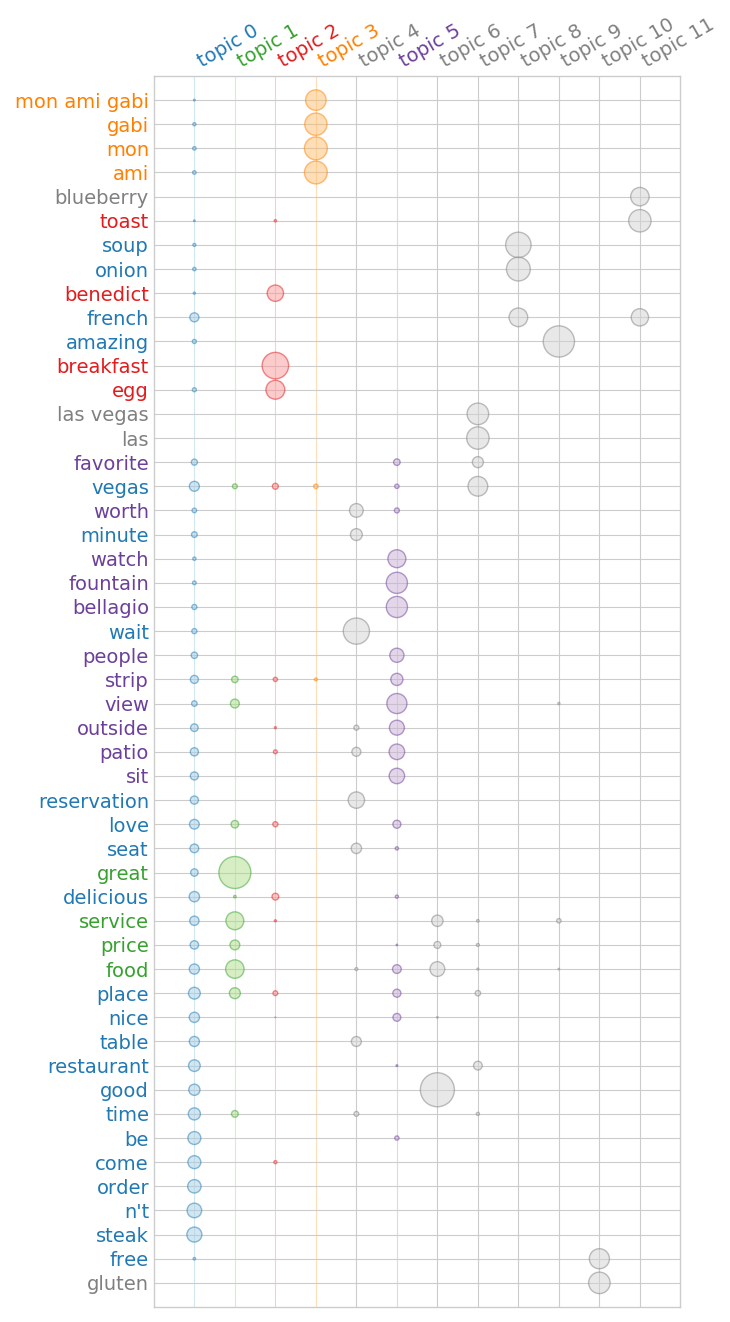 topic 0 topic 1 topic 2 topic 3 topic 4 topic 5 topic 6 topic 7 topic 8 topic 9 topic 10 topic 11
mon ami gabi
gabi
mon
ami
blueberry
toast
soup
onion
benedict
french
amazing
breakfast
egg
las vegas
las
favorite
vegas
worth
minute
watch
fountain
bellagio
wait
people
strip
view
outside
patio
sit
reservation
love
seat
great
delicious
service
price
food
place
nice
table
restaurant
good
time
be
come
order
n't
steak
free
gluten